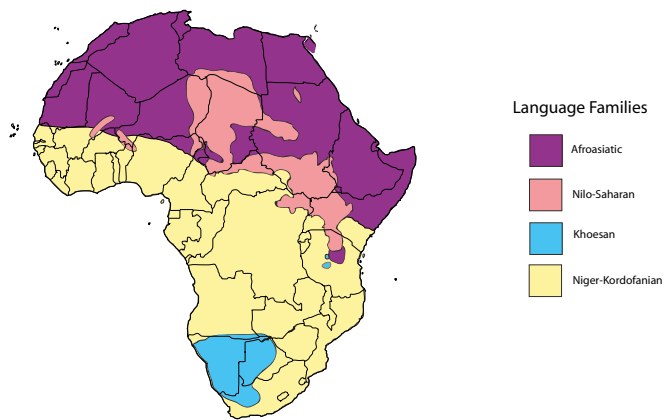 Language Families
Afroasiatic
Nilo-Saharan
Khoesan
Niger-Kordofanian